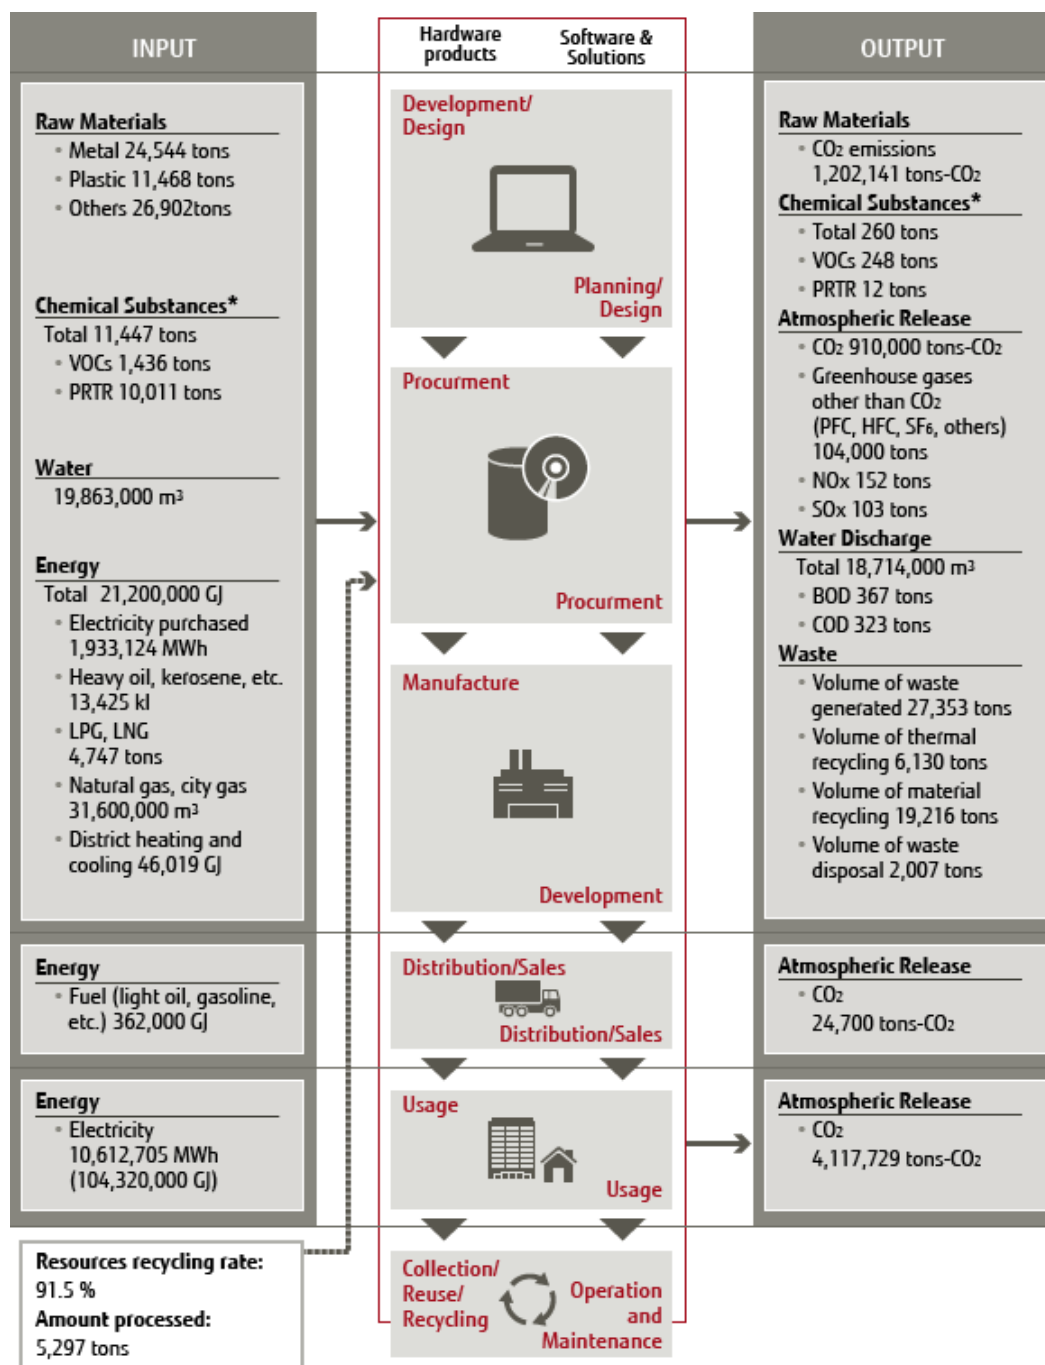 INPUT
Hardware
products
Software &
Solutions
OUTPUT
Raw Materials
• Metal 24,544 tons
• Plastic 11,468 tons
• Others 26,902tons
Chemical Substances*
Total 11,447 tons
• VOCs 1,436 tons
• PRTR 10,011 tons
Water
19,863,000 m3
Energy
Total 21,200,000 GJ
• Electricity purchased
1,933,124 MWh
• Heavy oil, kerosene, etc.
13,425 kl
• LPG, LNG
4,747 tons
• Natural gas, city gas
31,600,000 m3
• District heating and
cooling 46,019 GJ
Energy
• Fuel (light oil, gasoline,
etc.) 362,000 GJ
Energy
• Electricity
10,612,705 MWh
(104,320,000 GJ)
Resources recycling rate:
91.5 %
Amount processed:
5,297 tons
Development/
Design
Planning/
Design
Procurment
Procurment
Manufacture
Development
Distribution/Sales
Distribution/Sales
Usage
Usage
Collection/
Reuse/
Recycling
Operation
and
Maintenance
Raw Materials
• CO2 emissions
1,202,141 tons-CO2
Chemical Substances*
• Total 260 tons
• VOCs 248 tons
• PRTR 12 tons
Atmospheric Release
• CO2 910,000 tons-CO2
• Greenhouse gases
other than CO2
(PFC, HFC, SF6, others)
104,000 tons
• NOx 152 tons
• SOx 103 tons
Water Discharge
Total 18,714,000 m3
• BOD 367 tons
• COD 323 tons
Waste
• Volume of waste
generated 27,353 tons
• Volume of thermal
recycling 6,130 tons
• Volume of material
recycling 19,216 tons
• Volume of waste
disposal 2,007 tons
Atmospheric Release
• CO2
24,700 tons-CO2
Atmospheric Release
• CO2
4,117,729 tons-CO2